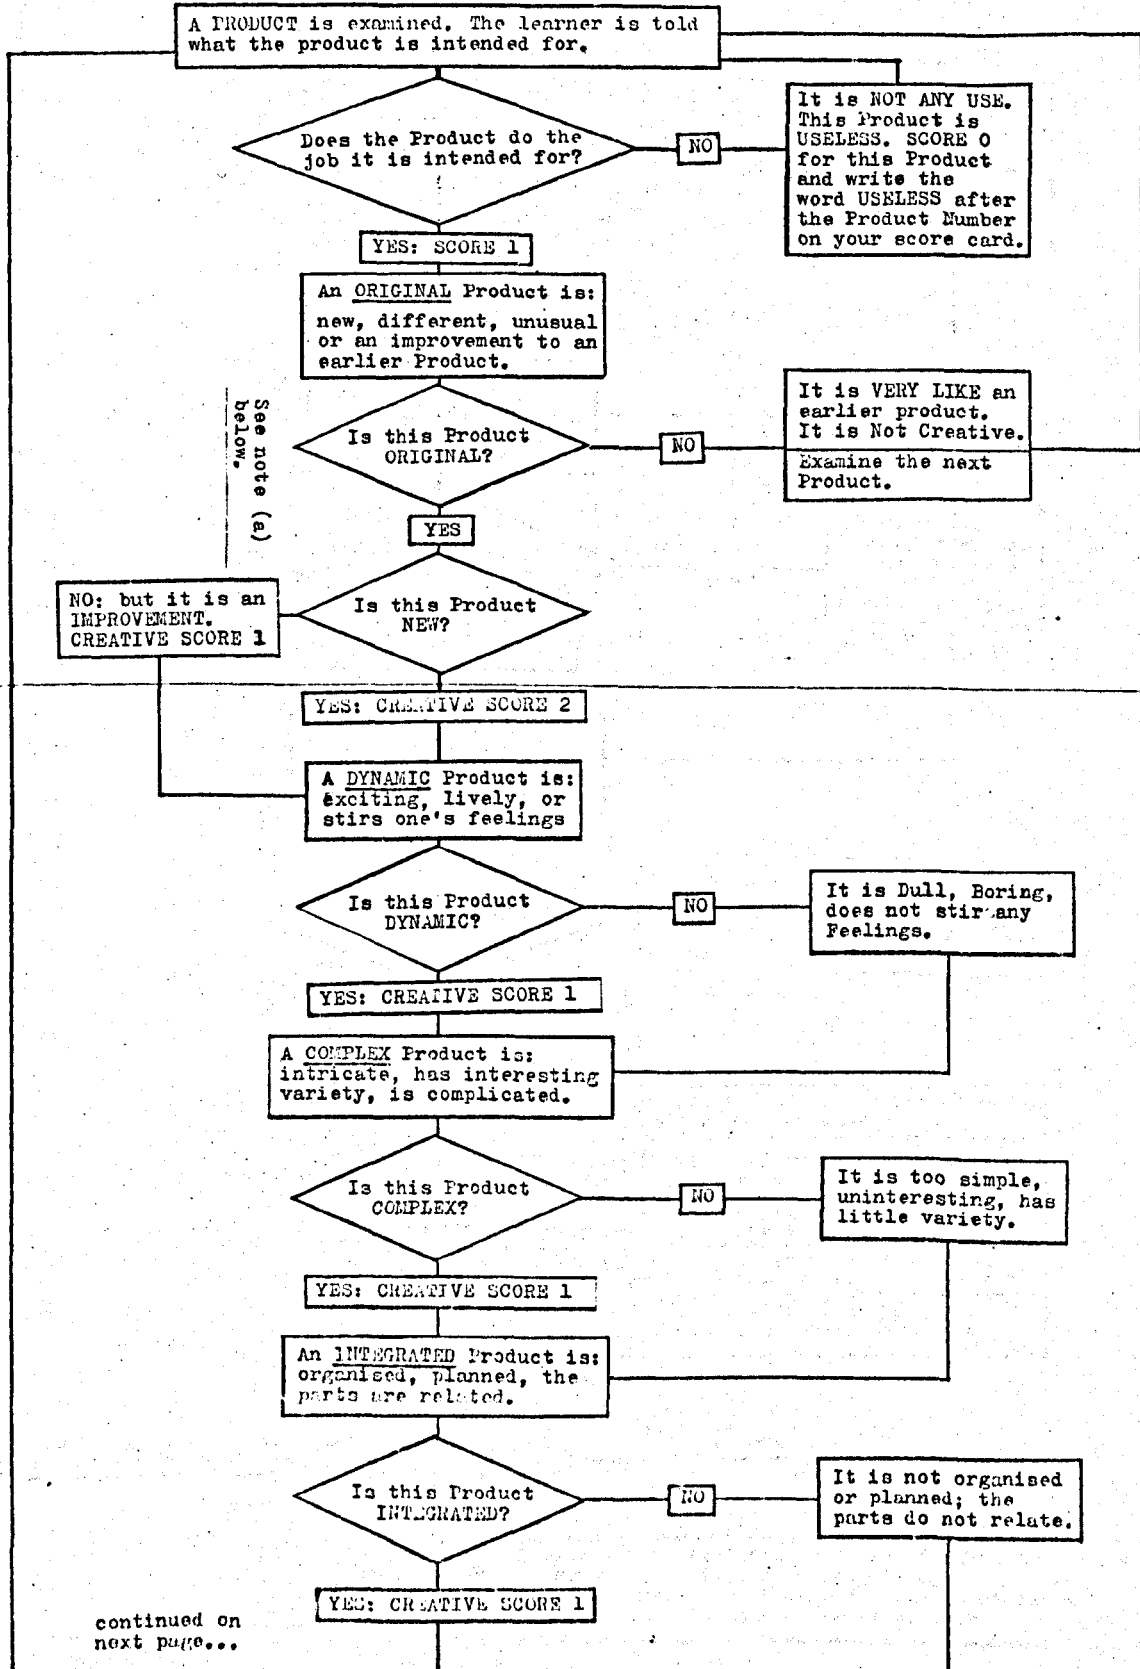 A PRODUCT is examined. The learner is told
what the product is intended for.
Does the Product do the
job it is intended for?
NO
It is NOT ANY USE.
This Product is
USELESS. SCORE 0
for this Product
and write the
word USELESS after
the Product Number
on your score card.
YES: SCORE 1
An ORIGINAL Product is:
new, different, unusual
or an improvement to an
earlier Product.
See note (a)
below.
Is this Product
ORIGINAL?
NO
It is VERY LIKE an
earlier product.
It is Not Creative.
Examine the next
Product.
YES
Is this Product
NEW?
NO: but it is an
IMPROVEMENT.
CREATIVE SCORE 1
YES: CREATIVE SCORE 2
A DYNAMIC Product is:
exciting, lively, or
stirs one's feelings
Is this Product
DYNAMIC?
NO
It is Dull, Boring,
does not stir any
Feelings.
YES: CREATIVE SCORE 1
A COMPLEX Product is:
intricate, has interesting
variety, is complicated.
Is this Product
COMPLEX?
NO
It is too simple,
uninteresting, has
little variety.
YES: CREATIVE SCORE 1
An INTEGRATED Product is:
organised, planned, the
parts are related.
Is this Product
INTEGRATED?
NO
It is not organised
or planned; the
parts do not relate.
YES: CREATIVE SCORE 1
continued on
next page...